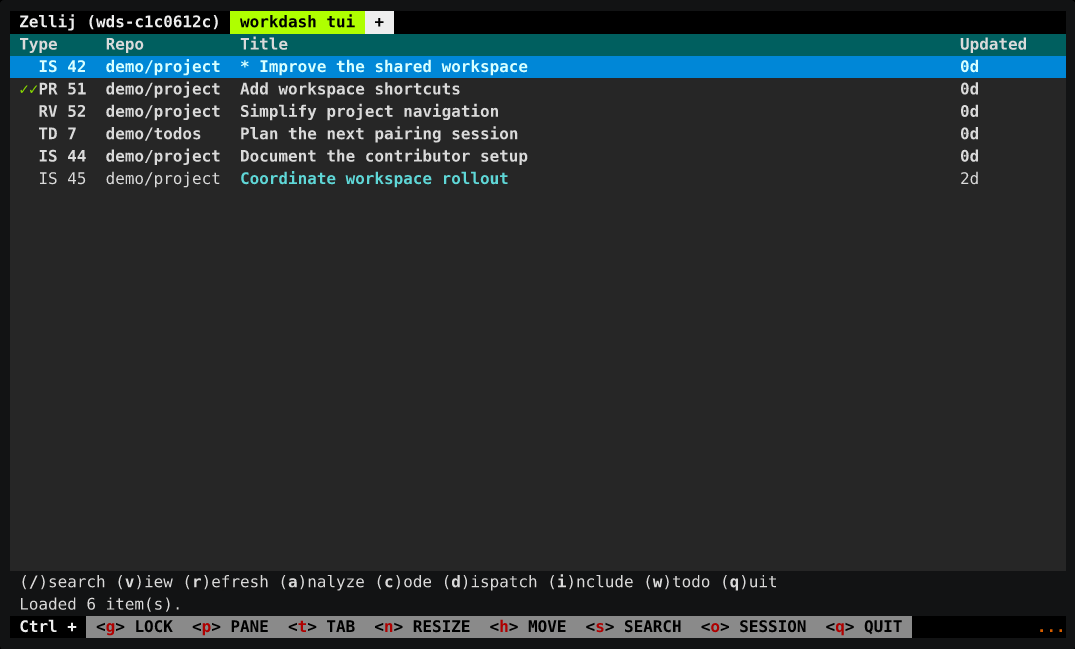 Zellij (wds-c1c0612c) workdash tui +
Type Repo Title Updated
IS 42 demo/project * Improve the shared workspace 0d
✓✓PR 51 demo/project Add workspace shortcuts 0d
RV 52 demo/project Simplify project navigation 0d
TD 7 demo/todos Plan the next pairing session 0d
IS 44 demo/project Document the contributor setup 0d
IS 45 demo/project Coordinate workspace rollout 2d
(/)search (v)iew (r)efresh (a)nalyze (c)ode (d)ispatch (i)nclude (w)todo (q)uit
Loaded 6 item(s).
Ctrl + <g> LOCK <p> PANE <t> TAB <n> RESIZE <h> MOVE <s> SEARCH <o> SESSION <q> QUIT ...